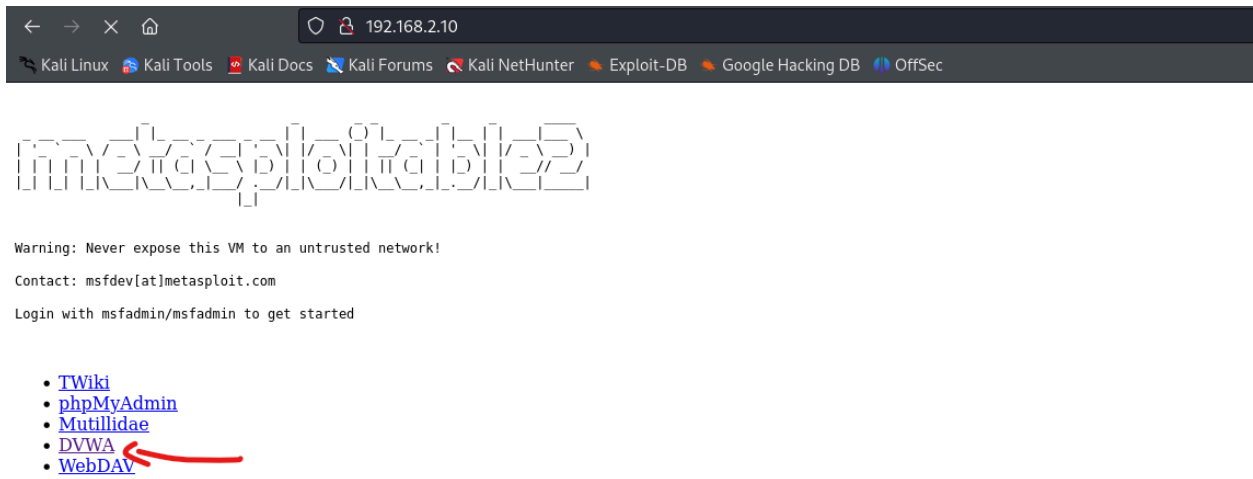 192.168.2.10
Kali Linux Kali Tools Kali Docs Kali Forums Kali NetHunter Exploit-DB Google Hacking DB OffSec
metasploitable2
Warning: Never expose this VM to an untrusted network!
Contact: msfdev[at]metasploit.com
Login with msfadmin/msfadmin to get started
TWiki
phpMyAdmin
Mutillidae
DVWA
WebDAV